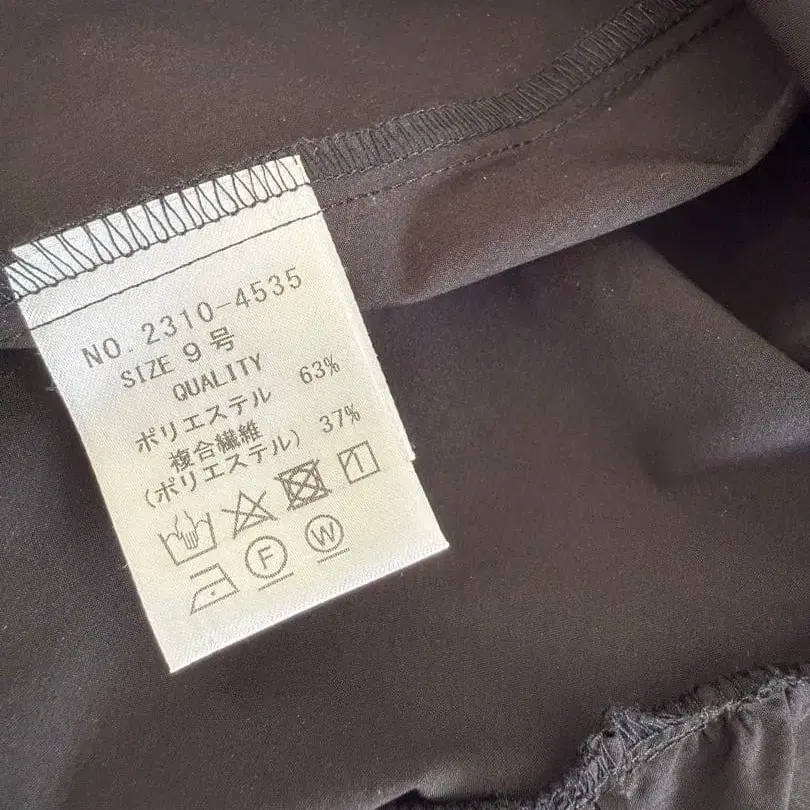 NO. 2310-4535
SIZE 9 号
QUALITY
ポリエステル 63%
複合繊維
(ポリエステル) 37%
F W